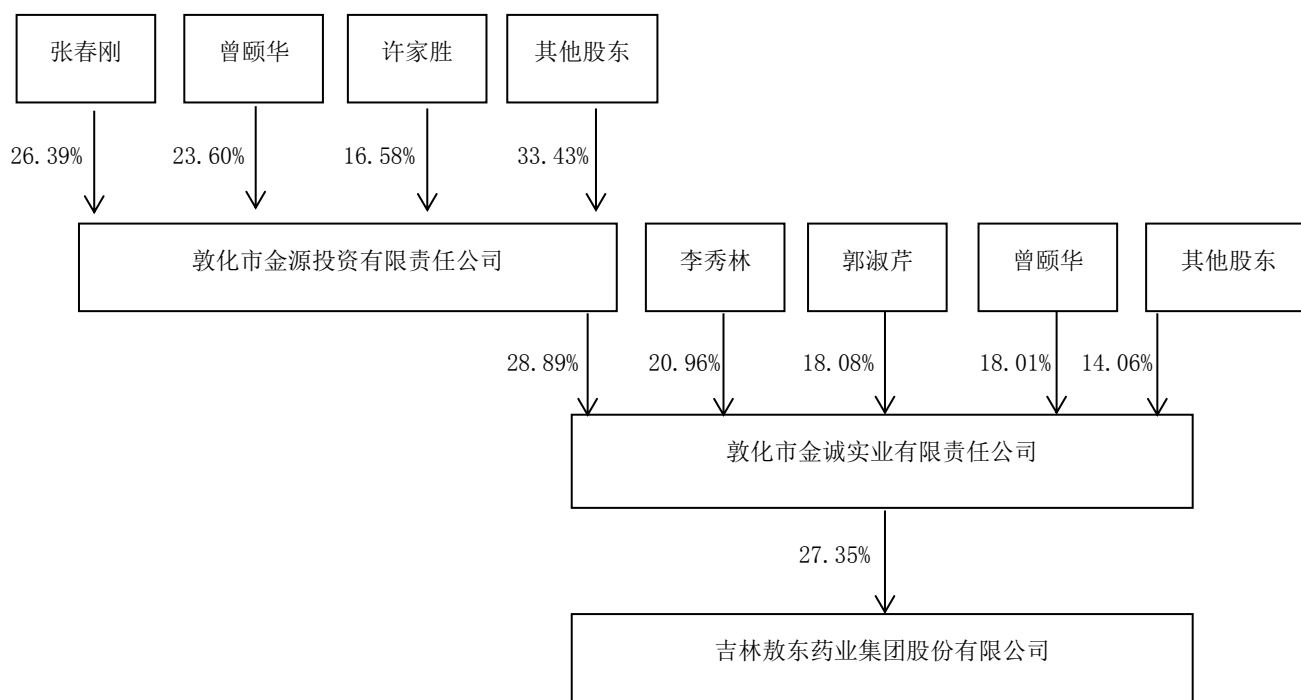 张春刚
曾颐华
许家胜
其他股东
26.39%
23.60%
16.58%
33.43%
敦化市金源投资有限责任公司
李秀林
郭淑芹
曾颐华
其他股东
28.89%
20.96%
18.08%
18.01%
14.06%
敦化市金诚实业有限责任公司
27.35%
吉林敖东药业集团股份有限公司